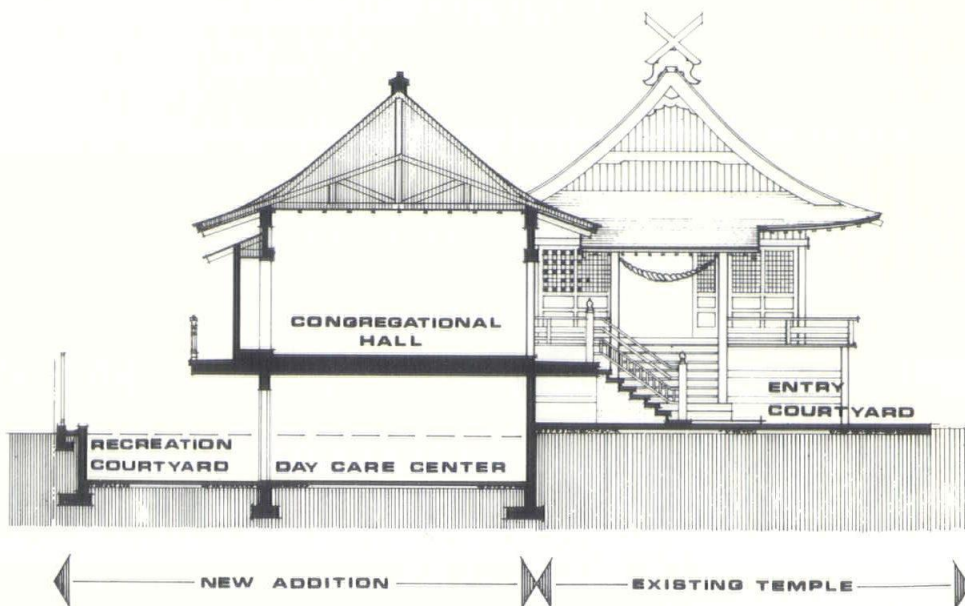 CONGREGATIONAL
HALL
ENTRY
COURTYARD
RECREATION
COURTYARD
DAY CARE CENTER
NEW ADDITION
EXISTING TEMPLE